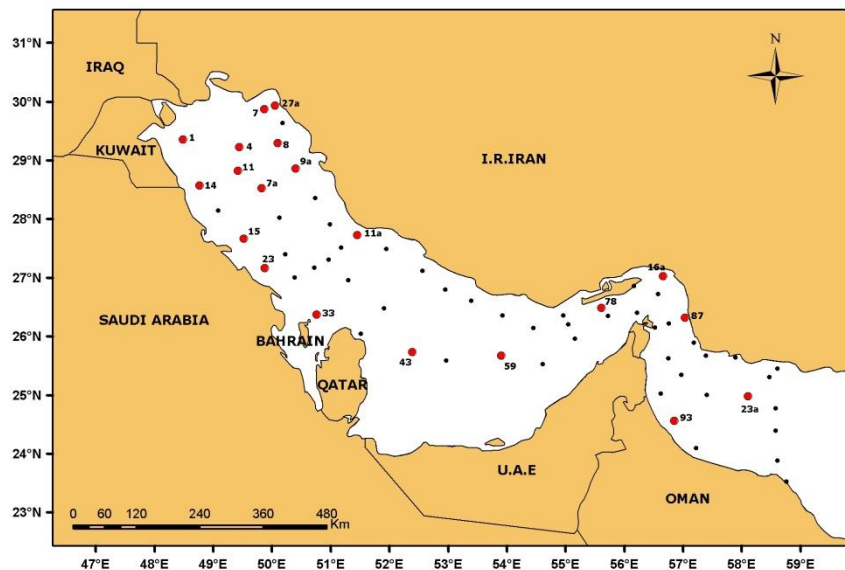 31°N
30°N
29°N
28°N
27°N
26°N
25°N
24°N
23°N
N
IRAQ
KUWAIT
I.R.IRAN
SAUDI ARABIA
BAHRAIN
QATAR
U.A.E
OMAN
7
27a
1
4
8
11
9a
14
7a
15
11a
23
16a
33
78
87
43
59
23a
93
0 60 120 240 360 480
Km
47°E 48°E 49°E 50°E 51°E 52°E 53°E 54°E 55°E 56°E 57°E 58°E 59°E